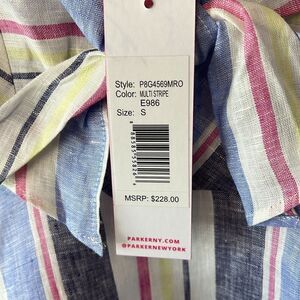 Style: P8G4569MRO
Color: MULTI STRIPE
E986
Size: S
MSRP: $228.00
PARKERNY.COM
@PARKERNEWYORK